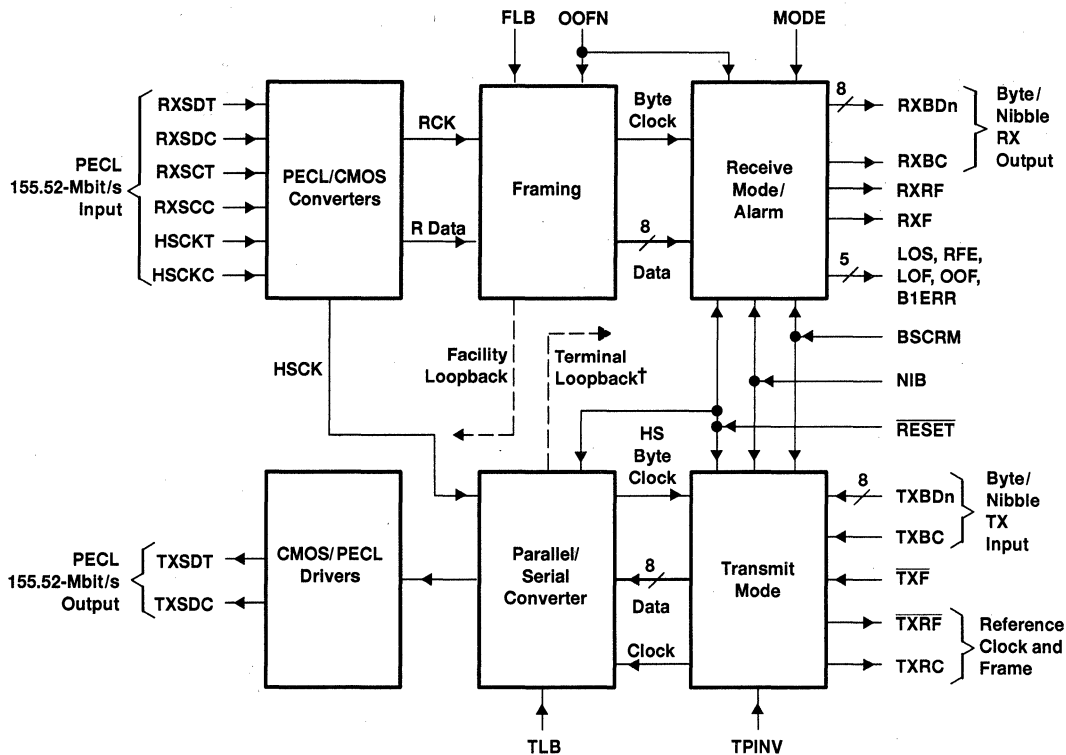 FLB
OOFN
MODE
PECL
155.52-Mbit/s
Input
RXSDT
RXSDC
RXSCT
RXSCC
HSCKT
HSCKC
PECL/CMOS
Converters
RCK
R Data
Framing
Byte
Clock
8
Data
Receive
Mode/
Alarm
8
RXBDn
RXBC
Byte/
Nibble
RX
Output
RXRF
RXF
5
LOS, RFE,
LOF, OOF,
B1ERR
HSCK
Facility
Loopback
Terminal
Loopback†
BSCRM
NIB
RESET
HS
Byte
Clock
PECL
155.52-Mbit/s
Output
TXSDT
TXSDC
CMOS/PECL
Drivers
Parallel/
Serial
Converter
8
Data
Clock
Transmit
Mode
8
TXBDn
TXBC
Byte/
Nibble
TX
Input
TXF
TXRF
TXRC
Reference
Clock and
Frame
TLB
TPINV